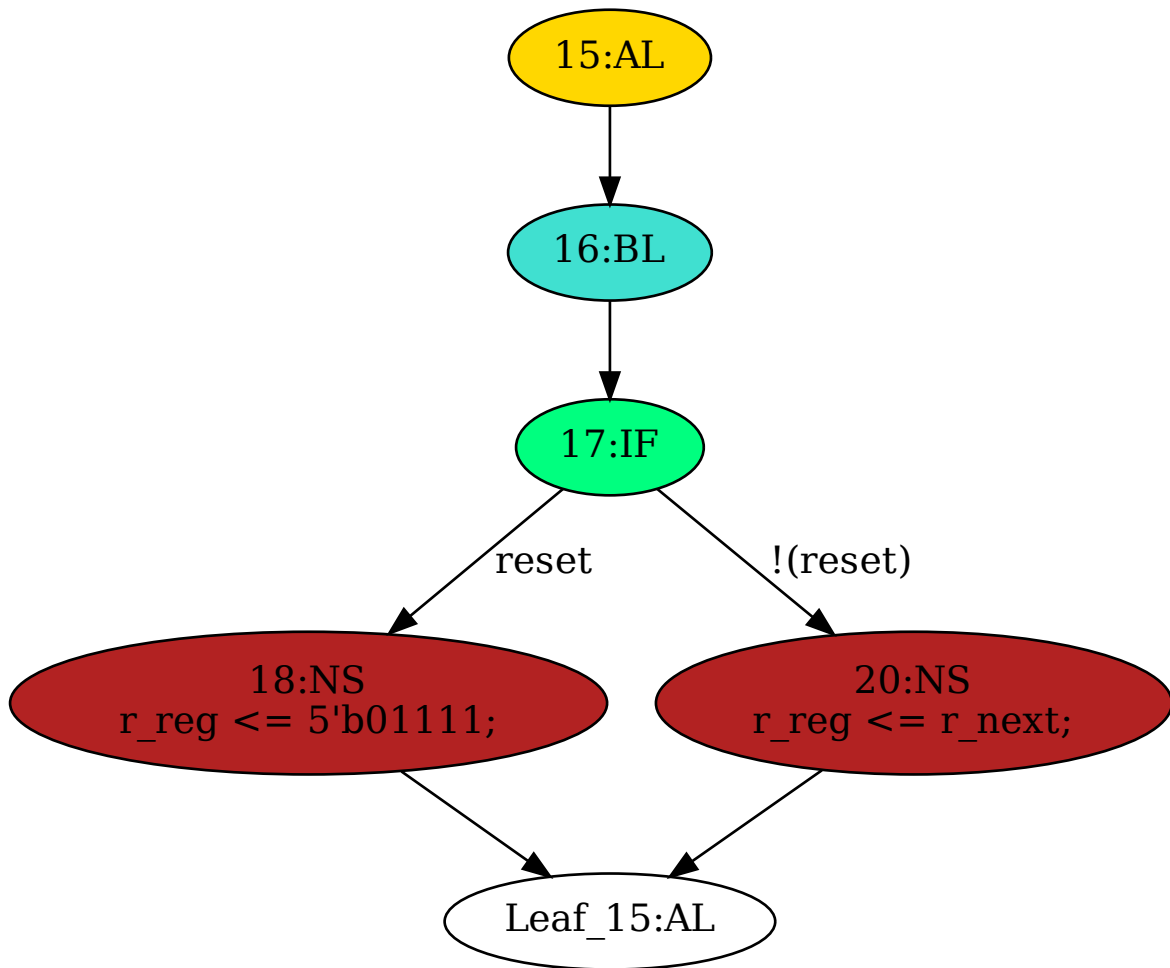 15:AL
16:BL
17:IF
reset
!(reset)
18:NS
r_reg <= 5'b01111;
20:NS
r_reg <= r_next;
Leaf_15:AL